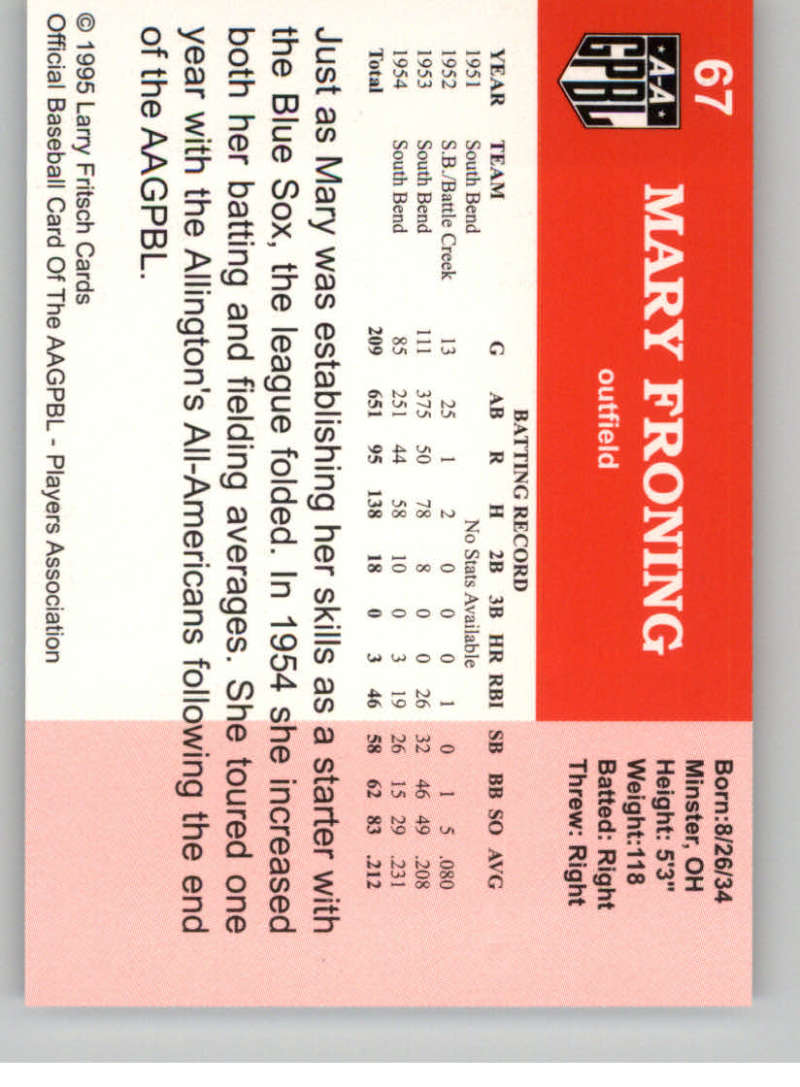 67
A-A
GPBL
MARY FRONING
outfield
Born:8/26/34
Minster, OH
Height: 5'3"
Weight:118
Batted: Right
Threw: Right
BATTING RECORD
YEAR TEAM G AB R H 2B 3B HR RBI SB BB SO AVG
1951 South Bend No Stats Available
1952 S.B./Battle Creek 13 25 1 2 0 0 0 1 0 1 5 .080
1953 South Bend 111 375 50 78 8 0 0 26 32 46 49 .208
1954 South Bend 85 251 44 58 10 0 3 19 26 15 29 .231
Total 209 651 95 138 18 0 3 46 58 62 83 .212
Just as Mary was establishing her skills as a starter with
the Blue Sox, the league folded. In 1954 she increased
both her batting and fielding averages. She toured one
year with the Allington's All-Americans following the end
of the AAGPBL.
© 1995 Larry Fritsch Cards
Official Baseball Card Of The AAGPBL - Players Association